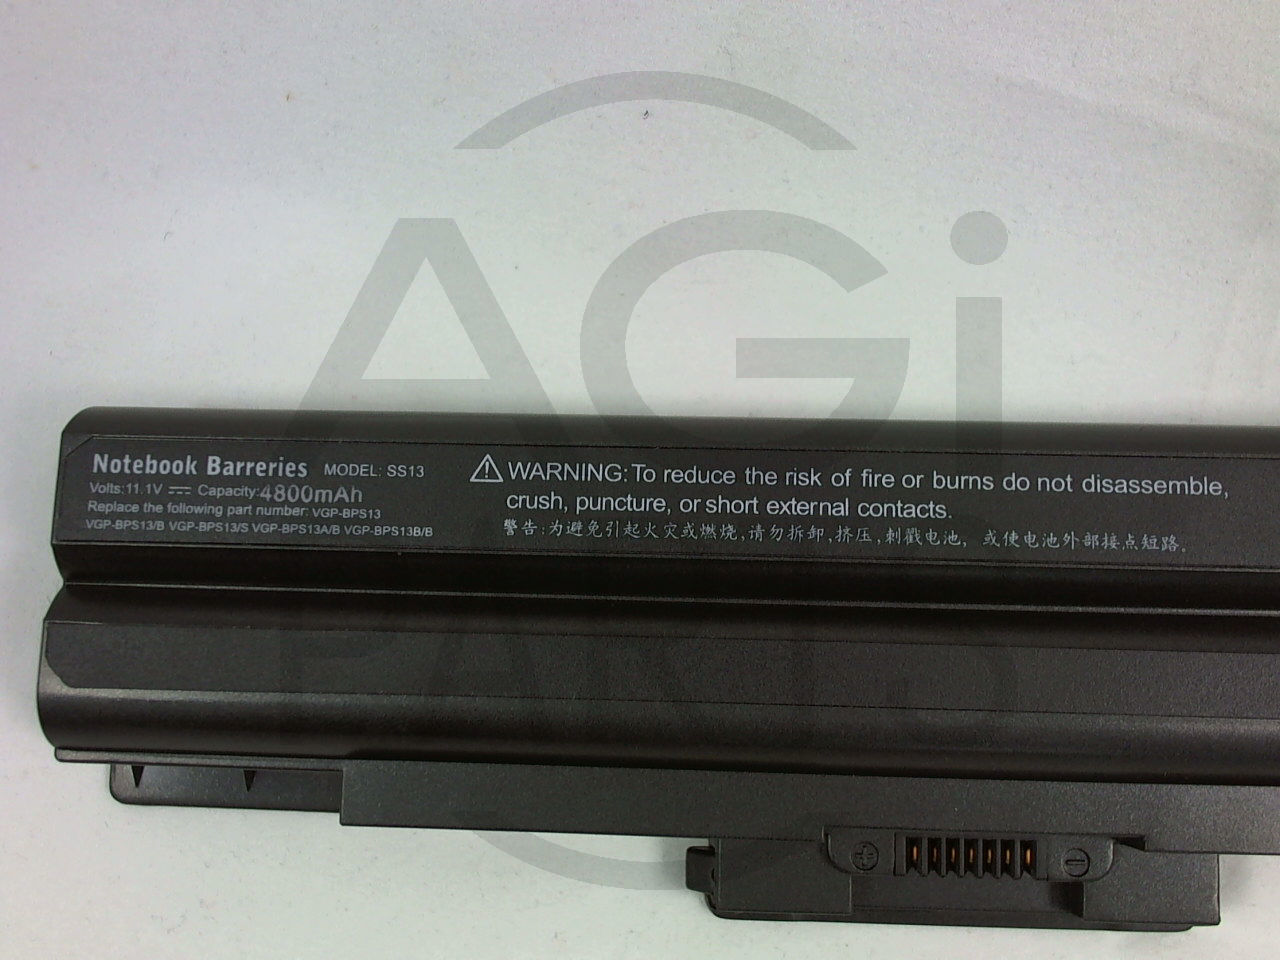 AGi
Notebook Barreries MODEL: SS13
Volts:11.1V Capacity:4800mAh
Replace the following part number: VGP-BPS13
VGP-BPS13/B VGP-BPS13/S VGP-BPS13A/B VGP-BPS13B/B
WARNING: To reduce the risk of fire or burns do not disassemble,
crush, puncture, or short external contacts.
警告:为避免引起火灾或燃烧,请勿拆卸,挤压,刺戳电池, 或使电池外部接点短路。
PARTS